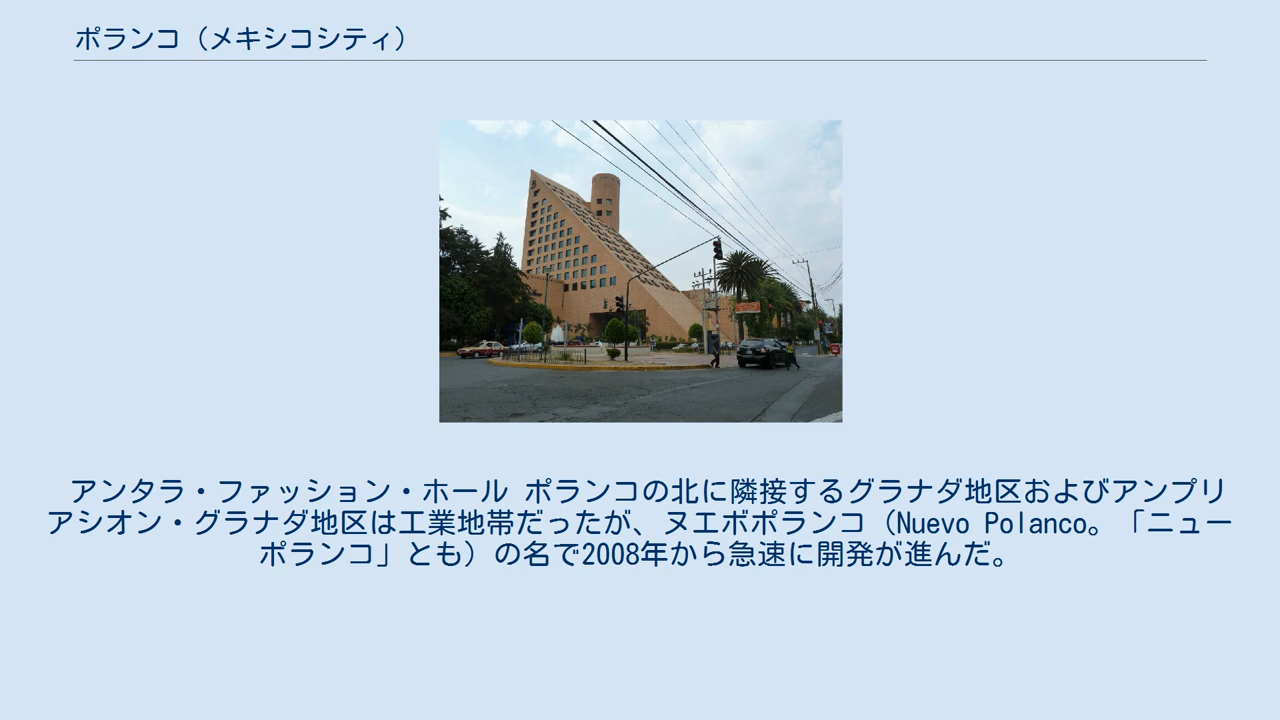 ポランコ（メキシコシティ）
アンタラ・ファッション・ホール ポランコの北に隣接するグラナダ地区およびアンプリ
アシオン・グラナダ地区は工業地帯だったが、ヌエボポランコ（Nuevo Polanco。「ニュー
ポランコ」とも）の名で2008年から急速に開発が進んだ。